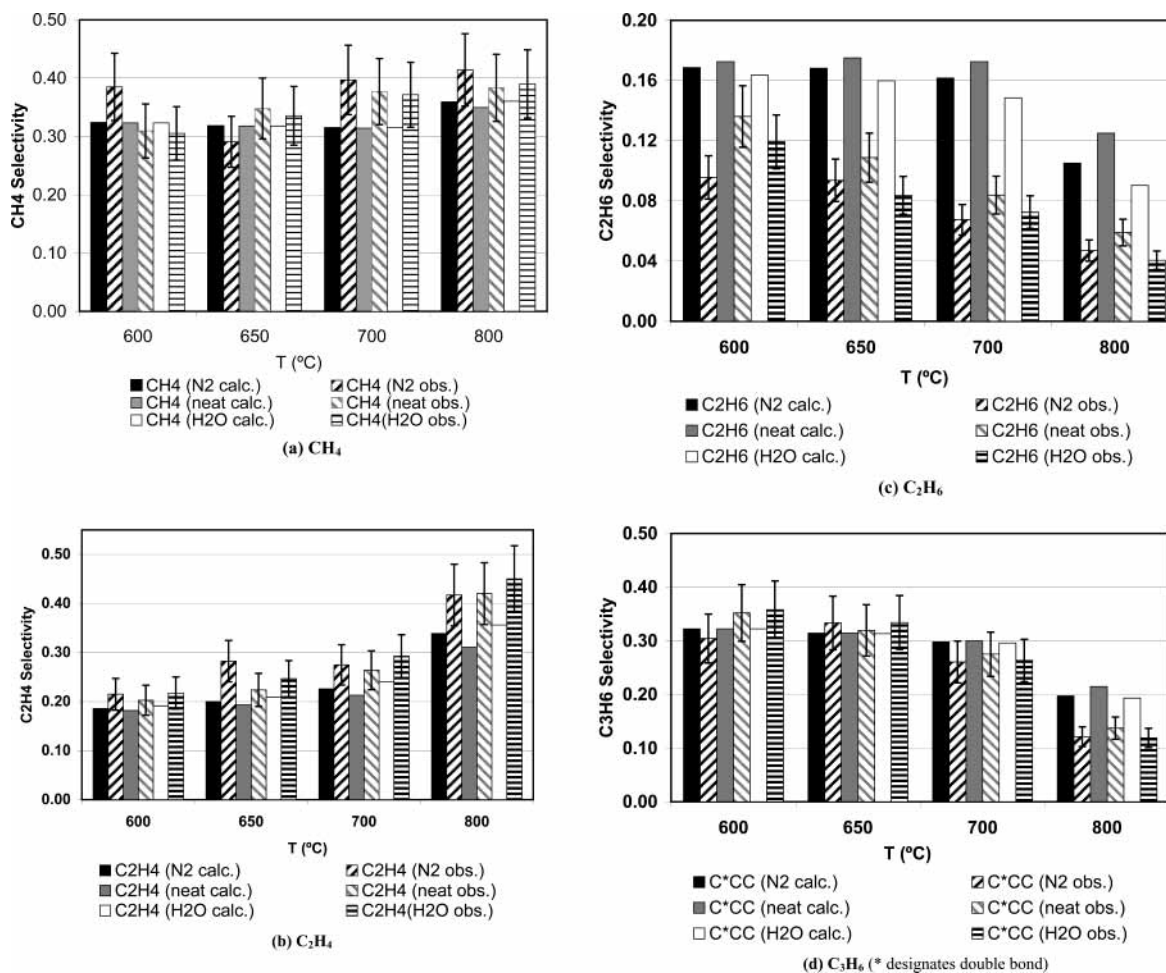 0.50
0.40
0.30
0.20
0.10
0.00
CH4 Selectivity
600 650 700 800
T (ºC)
CH4 (N2 calc.) CH4 (N2 obs.)
CH4 (neat calc.) CH4 (neat obs.)
CH4 (H2O calc.) CH4(H2O obs.)
(a) CH4
0.50
0.40
0.30
0.20
0.10
0.00
C2H4 Selectivity
600 650 700 800
T (ºC)
C2H4 (N2 calc.) C2H4 (N2 obs.)
C2H4 (neat calc.) C2H4 (neat obs.)
C2H4 (H2O calc.) C2H4(H2O obs.)
(b) C2H4
0.20
0.16
0.12
0.08
0.04
0.00
C2H6 Selectivity
600 650 700 800
T (ºC)
C2H6 (N2 calc.) C2H6 (N2 obs.)
C2H6 (neat calc.) C2H6 (neat obs.)
C2H6 (H2O calc.) C2H6 (H2O obs.)
(c) C2H6
0.50
0.40
0.30
0.20
0.10
0.00
C3H6 Selectivity
600 650 700 800
T (ºC)
C*CC (N2 calc.) C*CC (N2 obs.)
C*CC (neat calc.) C*CC (neat obs.)
C*CC (H2O calc.) C*CC (H2O obs.)
(d) C3H6 (* designates double bond)